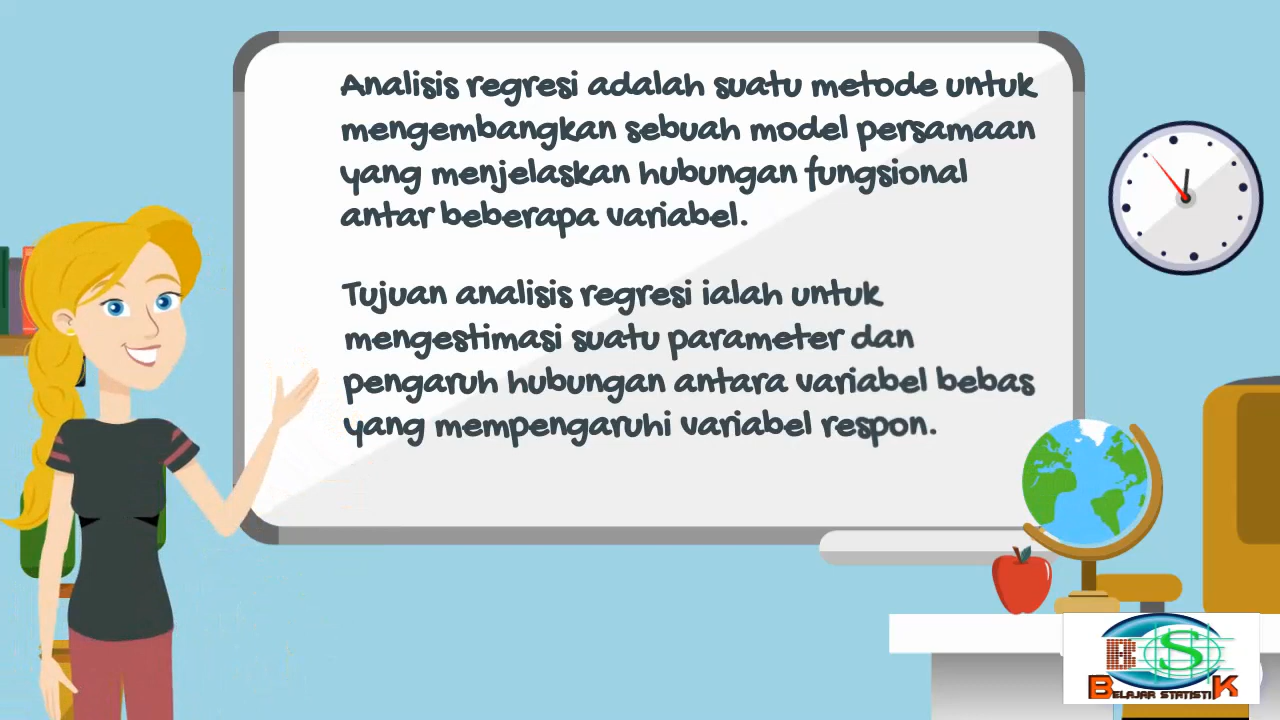 Analisis regresi adalah suatu metode untuk
mengembangkan sebuah model persamaan
yang menjelaskan hubungan fungsional
antar beberapa variabel.
Tujuan analisis regresi ialah untuk
mengestimasi suatu parameter dan
pengaruh hubungan antara variabel bebas
yang mempengaruhi variabel respon.
B S
BELAJAR STATISTIK